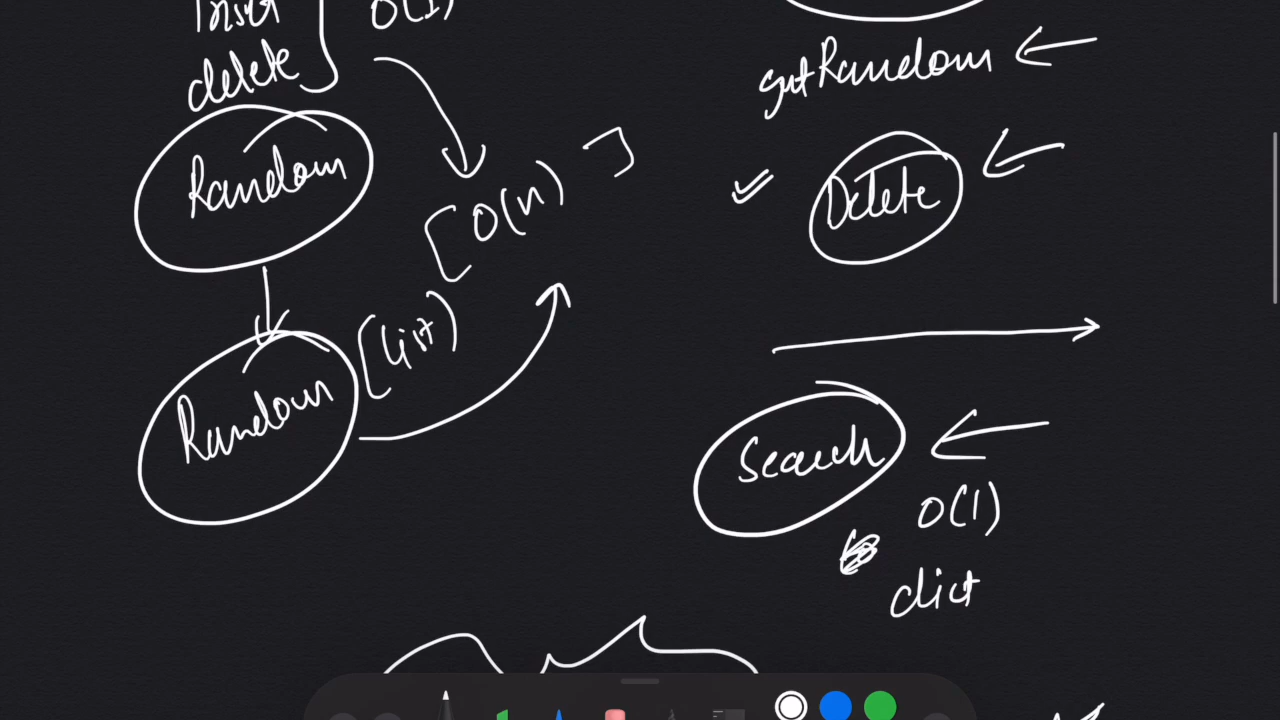 Insert
O(1)
delete
Random
[O(n)]
Random [list]
getRandom
Delete
Search
O(1)
dict